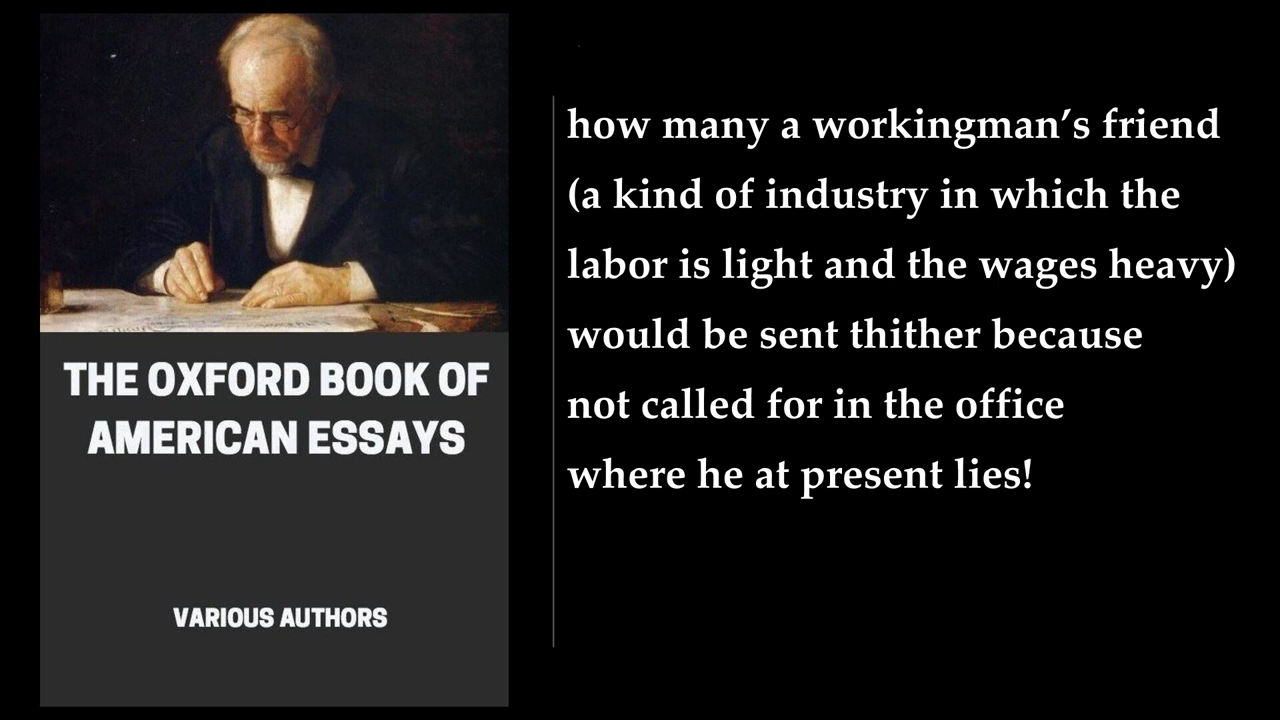 THE OXFORD BOOK OF
AMERICAN ESSAYS
VARIOUS AUTHORS
how many a workingman’s friend
(a kind of industry in which the
labor is light and the wages heavy)
would be sent thither because
not called for in the office
where he at present lies!